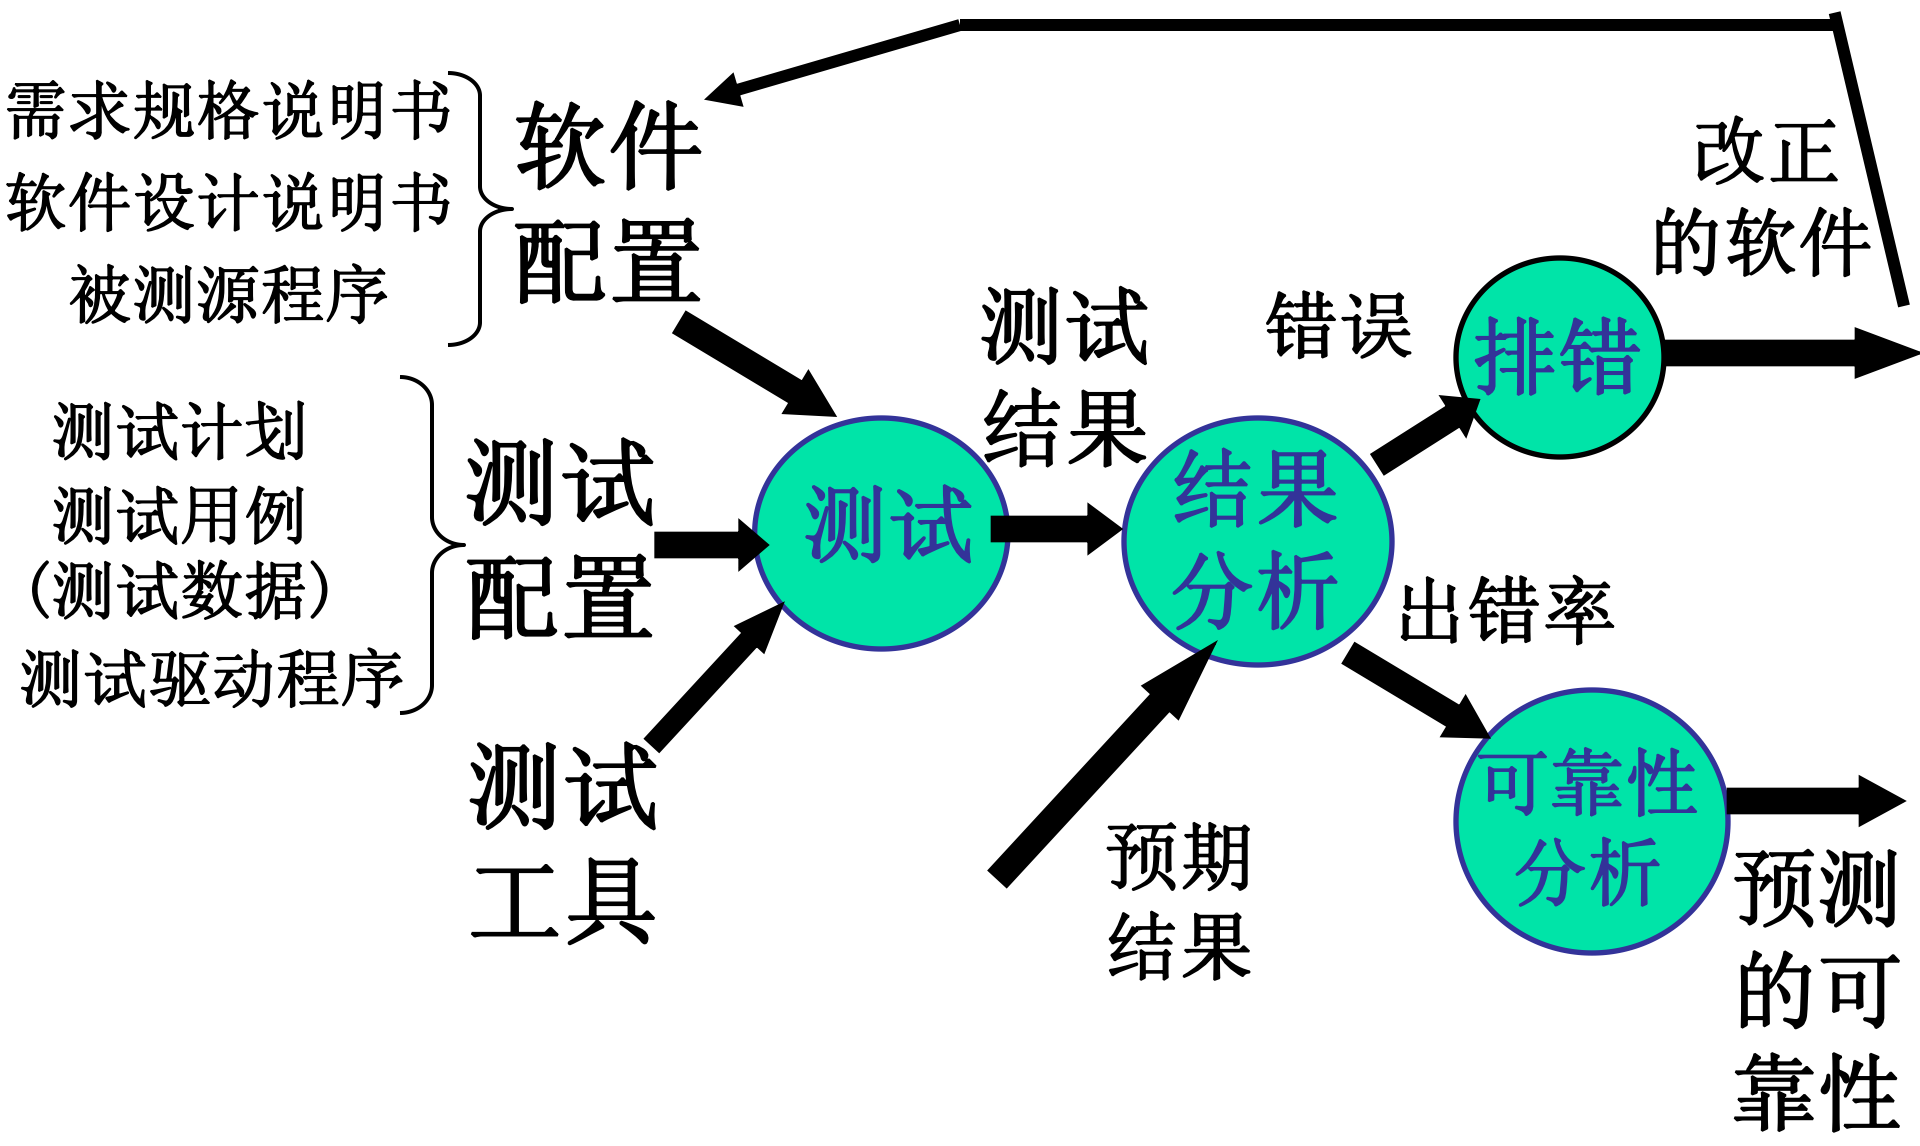 需求规格说明书
软件设计说明书
被测源程序
软件
配置
测试计划
测试用例
(测试数据)
测试驱动程序
测试
配置
测试
工具
测试
测试
结果
结果
分析
预期
结果
错误
排错
改正
的软件
出错率
可靠性
分析
预测
的可
靠性